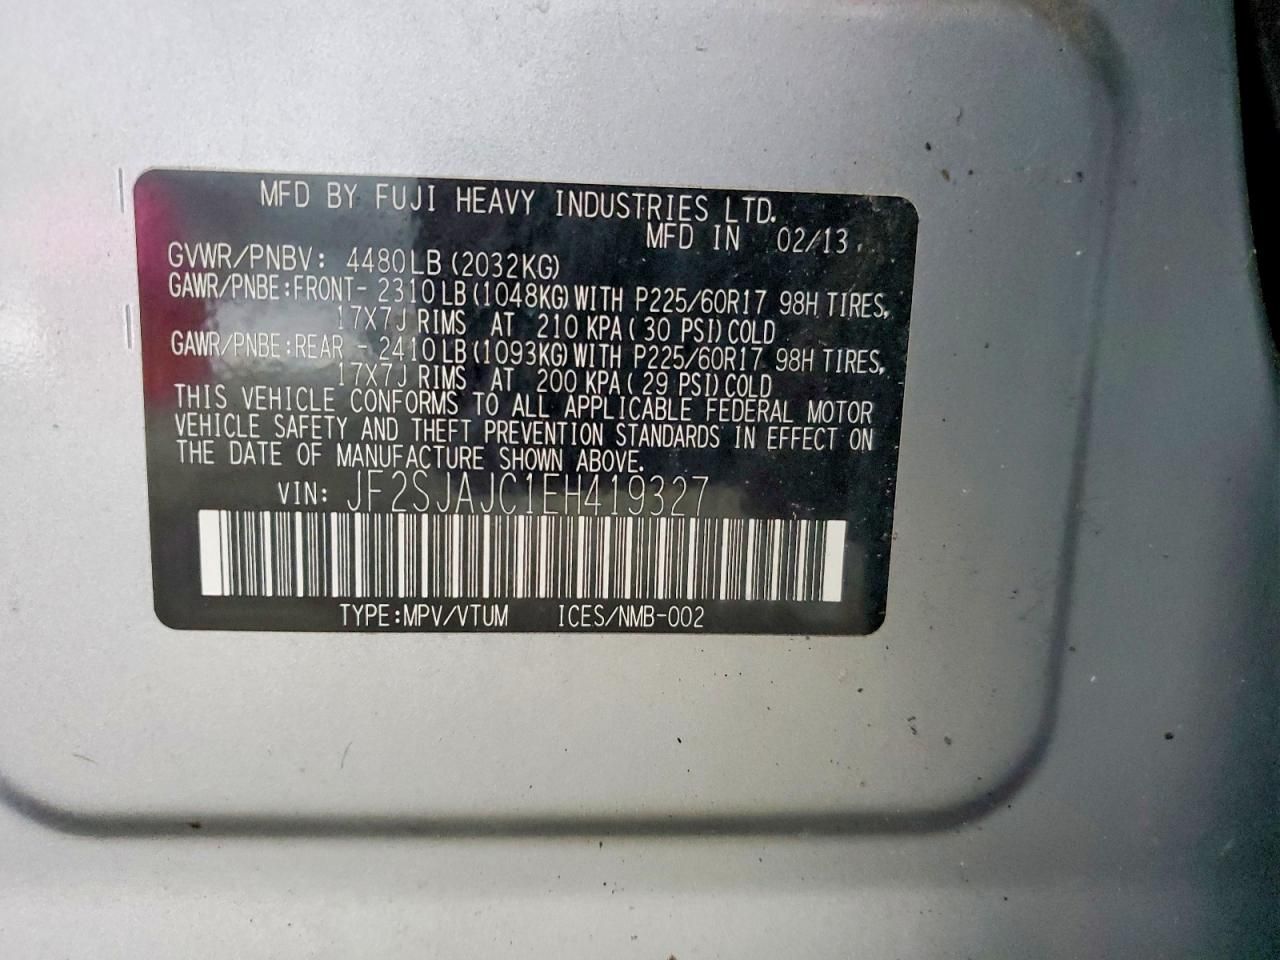 MFD BY FUJI HEAVY INDUSTRIES LTD.
MFD IN 02/13
GVWR/PNBV: 4480LB(2032KG)
GAWR/PNBE:FRONT- 2310LB(1048KG)WITH P225/60R17 98H TIRES,
17X7J RIMS AT 210 KPA(30 PSI)COLD
GAWR/PNBE:REAR - 2410LB(1093KG)WITH P225/60R17 98H TIRES,
17X7J RIMS AT 200 KPA(29 PSI)COLD
THIS VEHICLE CONFORMS TO ALL APPLICABLE FEDERAL MOTOR
VEHICLE SAFETY AND THEFT PREVENTION STANDARDS IN EFFECT ON
THE DATE OF MANUFACTURE SHOWN ABOVE.
VIN: JF2SJAJC1EH419327
TYPE:MPV/VTUM ICES/NMB-002